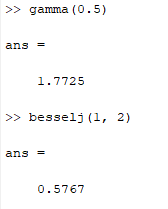 >> gamma(0.5)
ans =
1.7725
>> besselj(1, 2)
ans =
0.5767